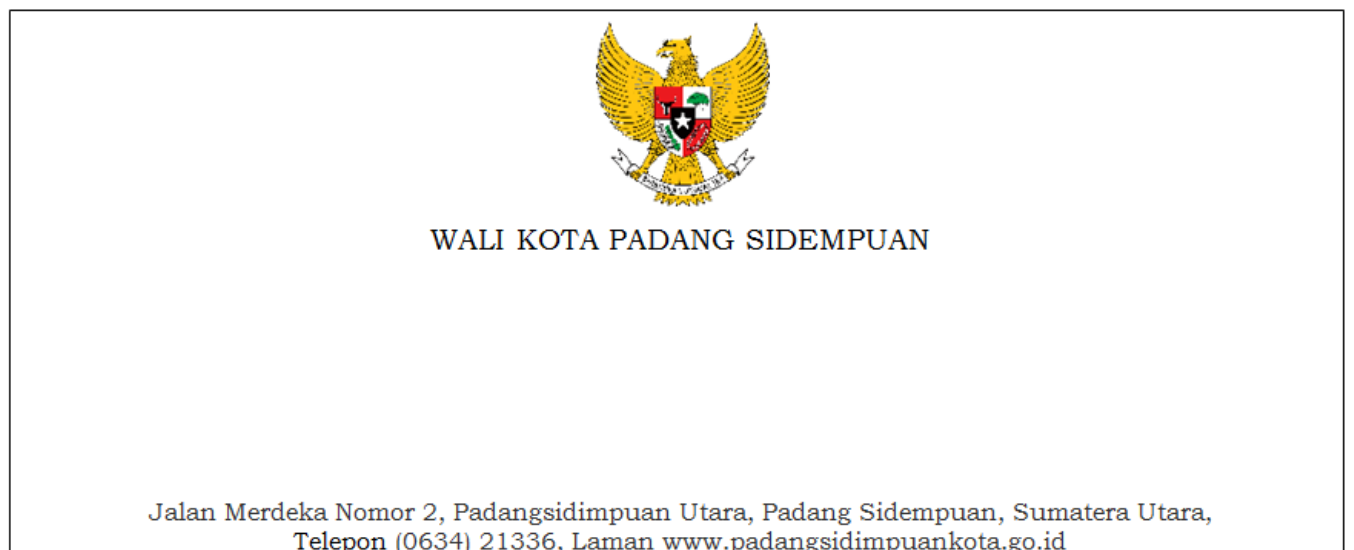 WALI KOTA PADANG SIDEMPUAN
Jalan Merdeka Nomor 2, Padangsidimpuan Utara, Padang Sidempuan, Sumatera Utara,
Telepon (0634) 21336, Laman www.padangsidimpuankota.go.id